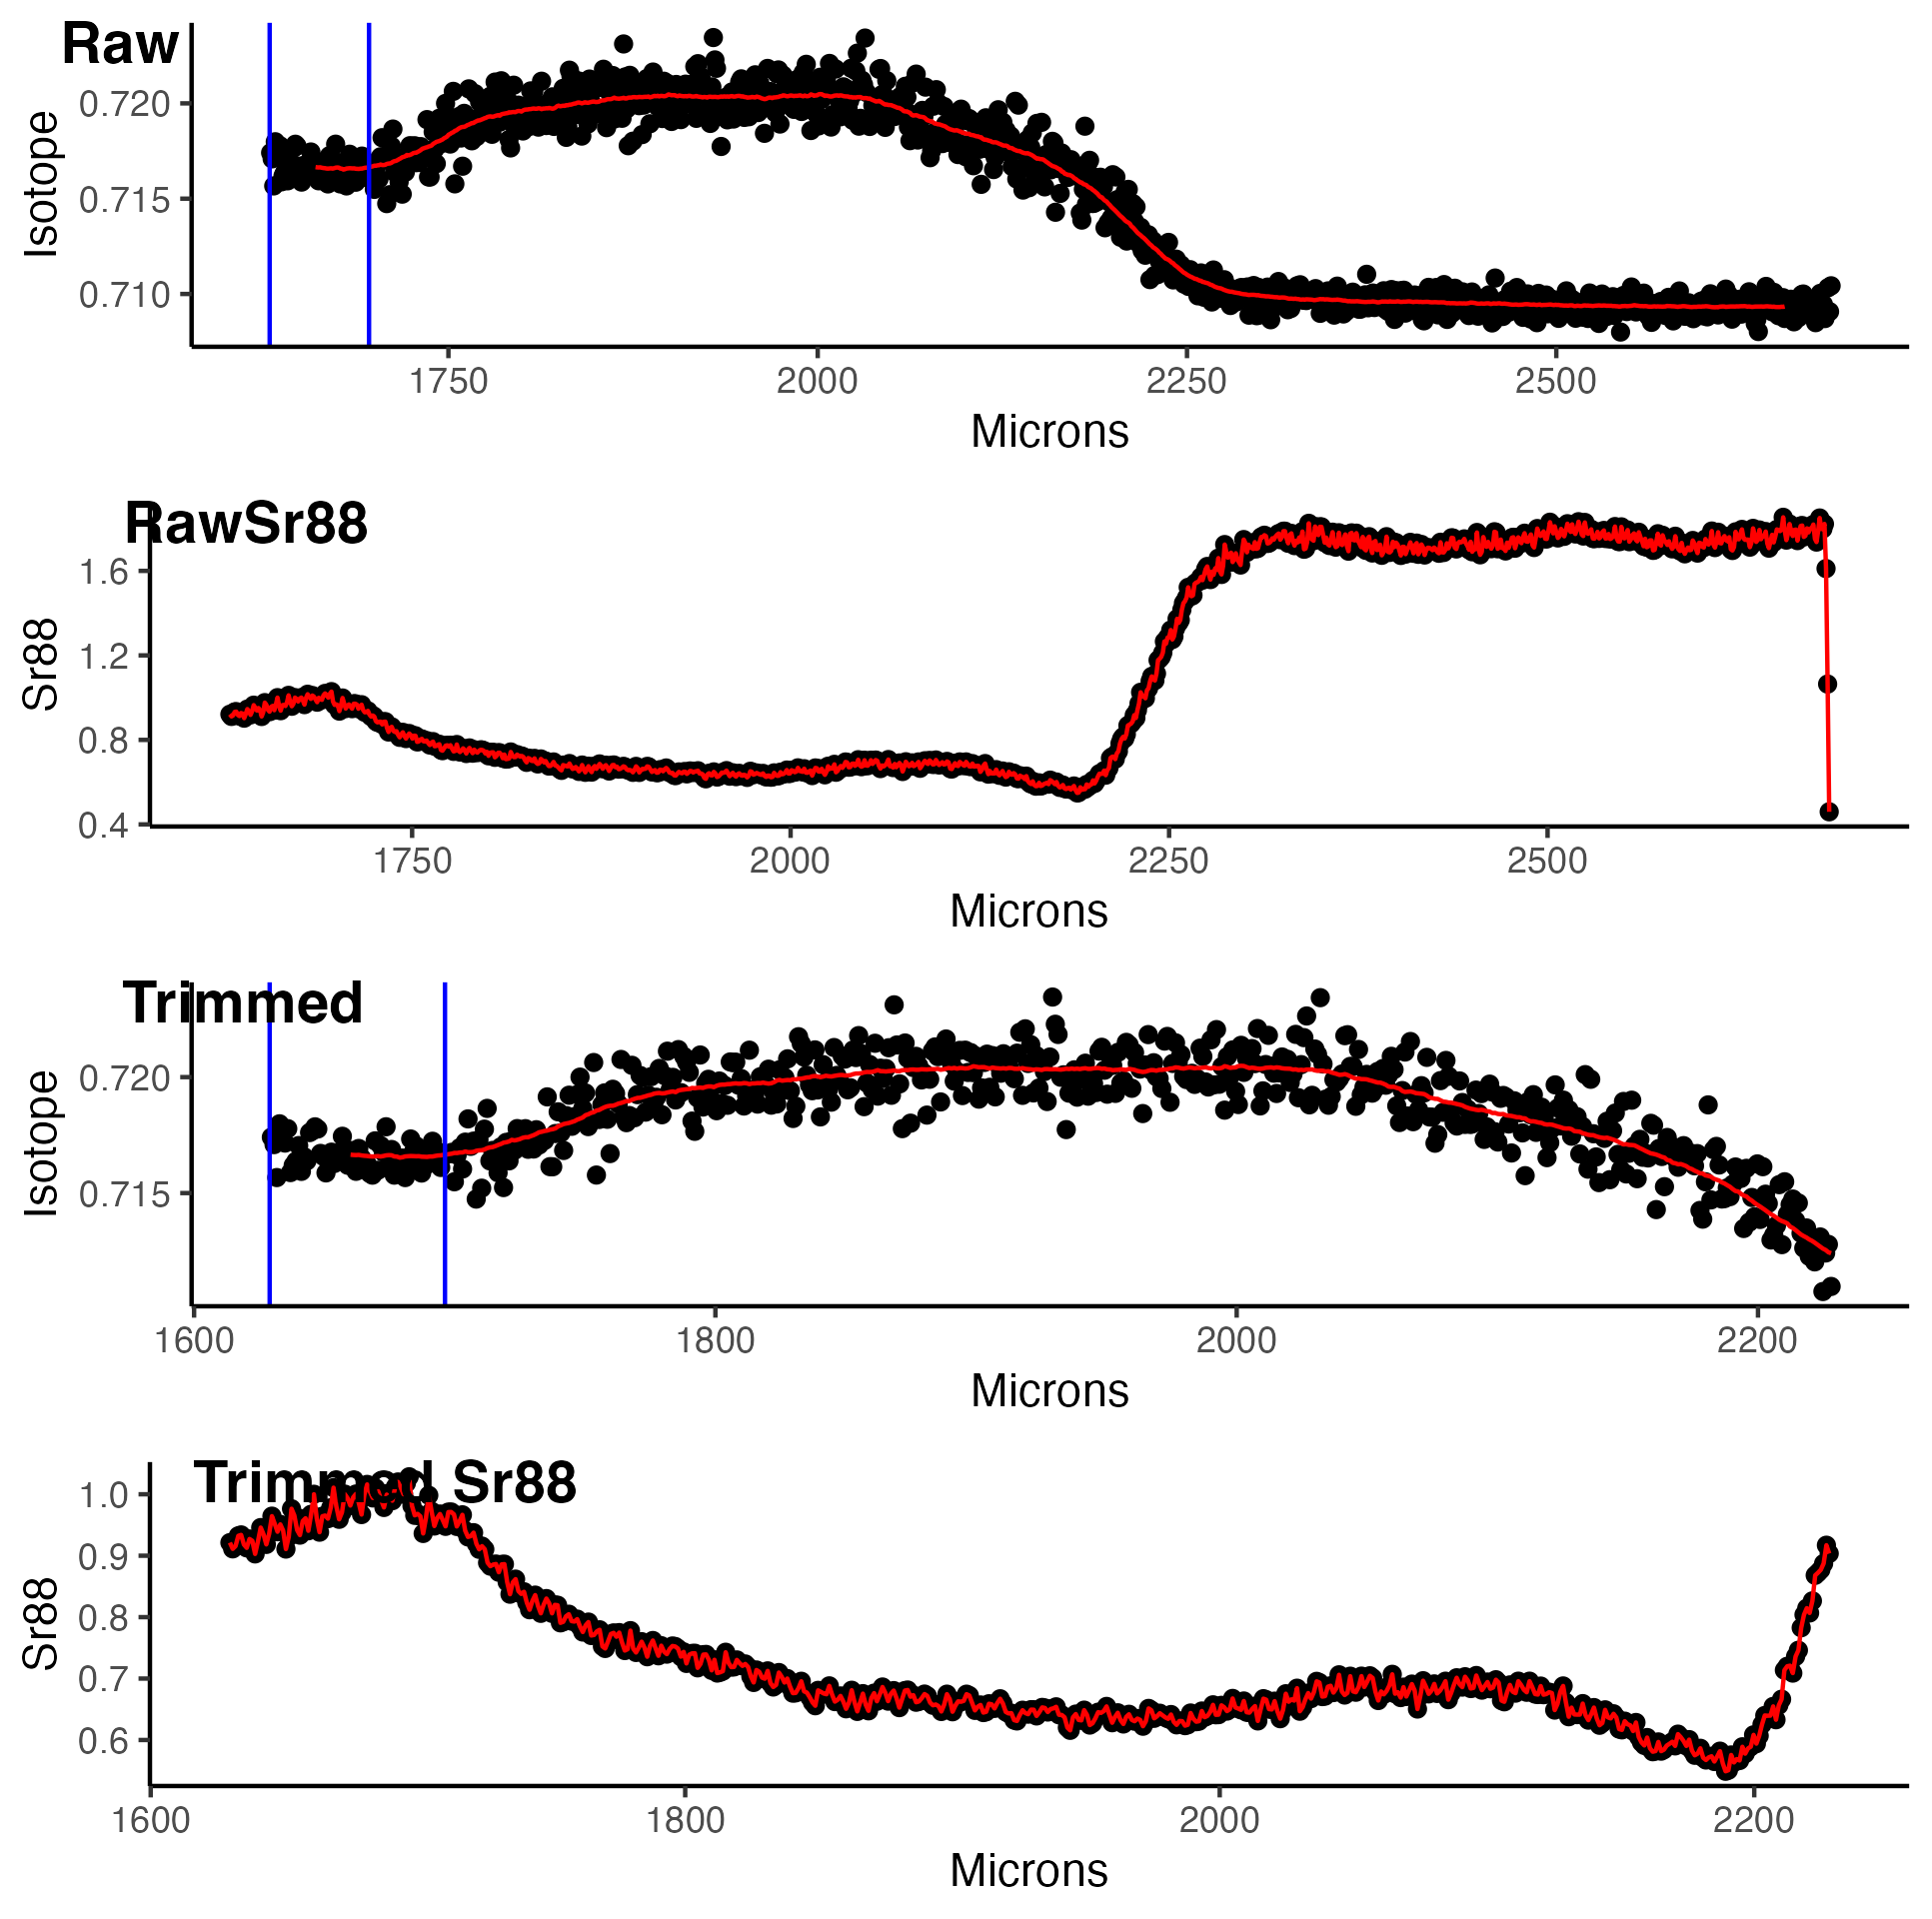 Raw
Isotope
0.720
0.715
0.710
1750 2000 2250 2500
Microns
RawSr88
Sr88
1.6
1.2
0.8
0.4
1750 2000 2250 2500
Microns
Trimmed
Isotope
0.720
0.715
1600 1800 2000 2200
Microns
Trimmed Sr88
Sr88
1.0
0.9
0.8
0.7
0.6
1600 1800 2000 2200
Microns